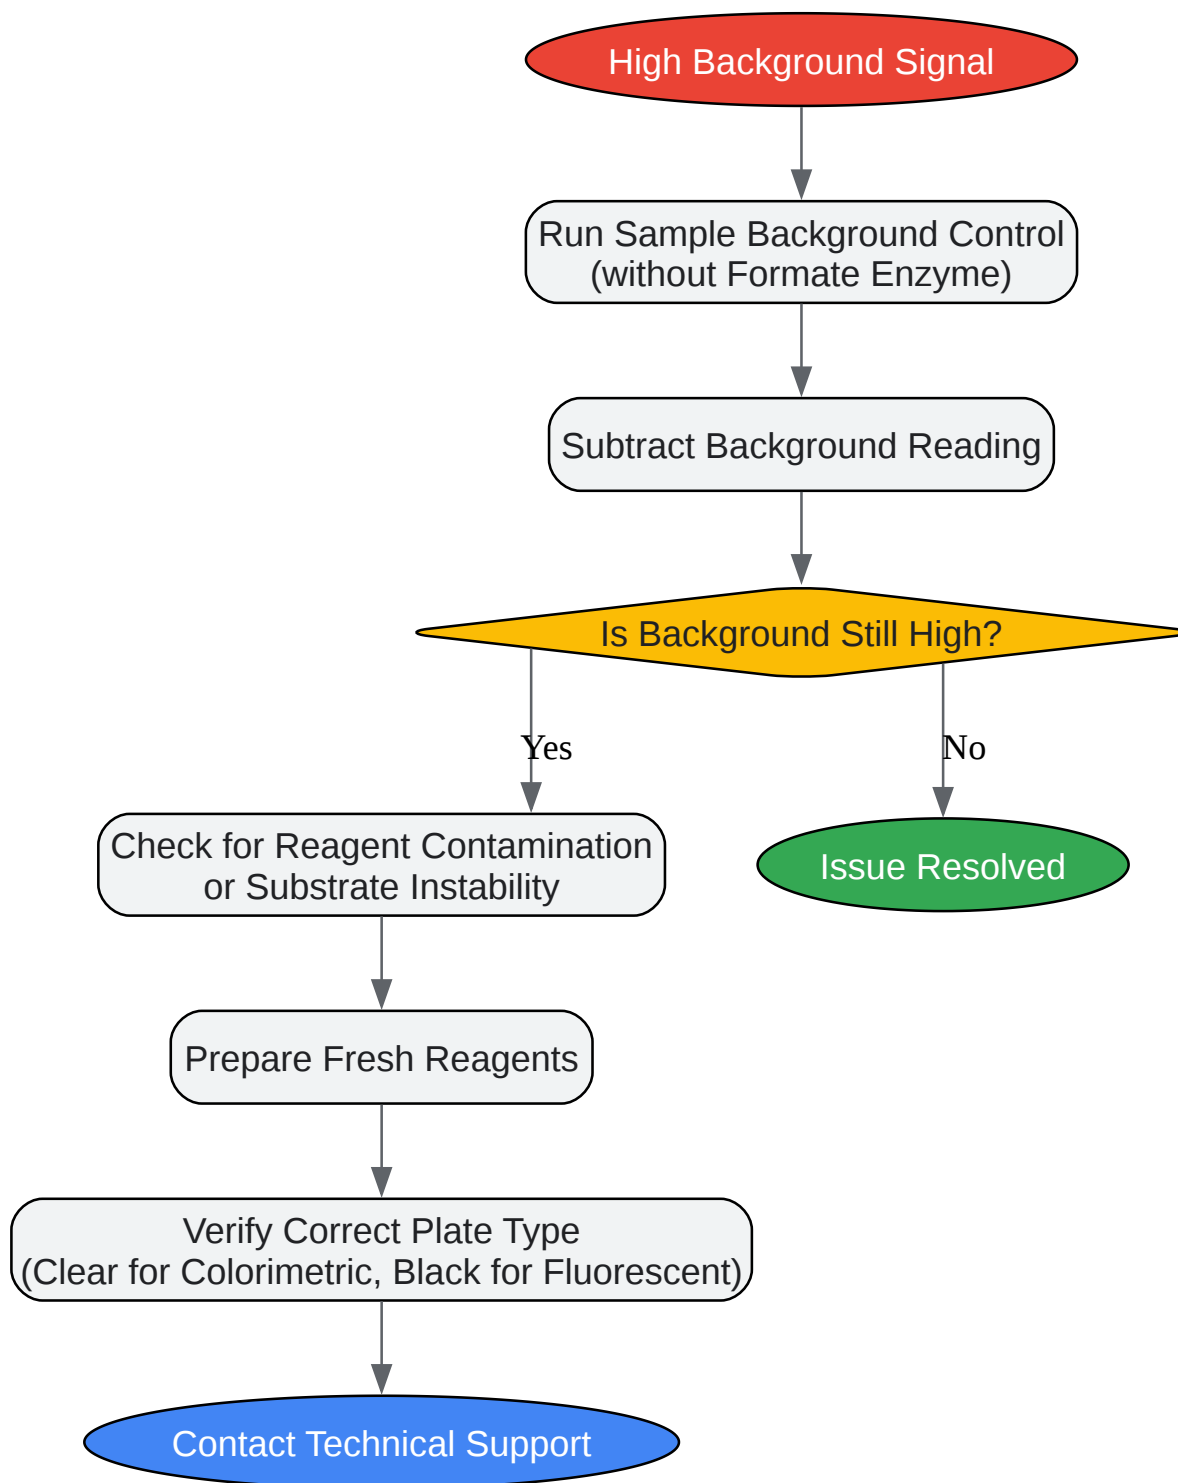 High Background Signal
Run Sample Background Control
(without Formate Enzyme)
Subtract Background Reading
Is Background Still High?
Yes
No
Check for Reagent Contamination
or Substrate Instability
Issue Resolved
Prepare Fresh Reagents
Verify Correct Plate Type
(Clear for Colorimetric, Black for Fluorescent)
Contact Technical Support